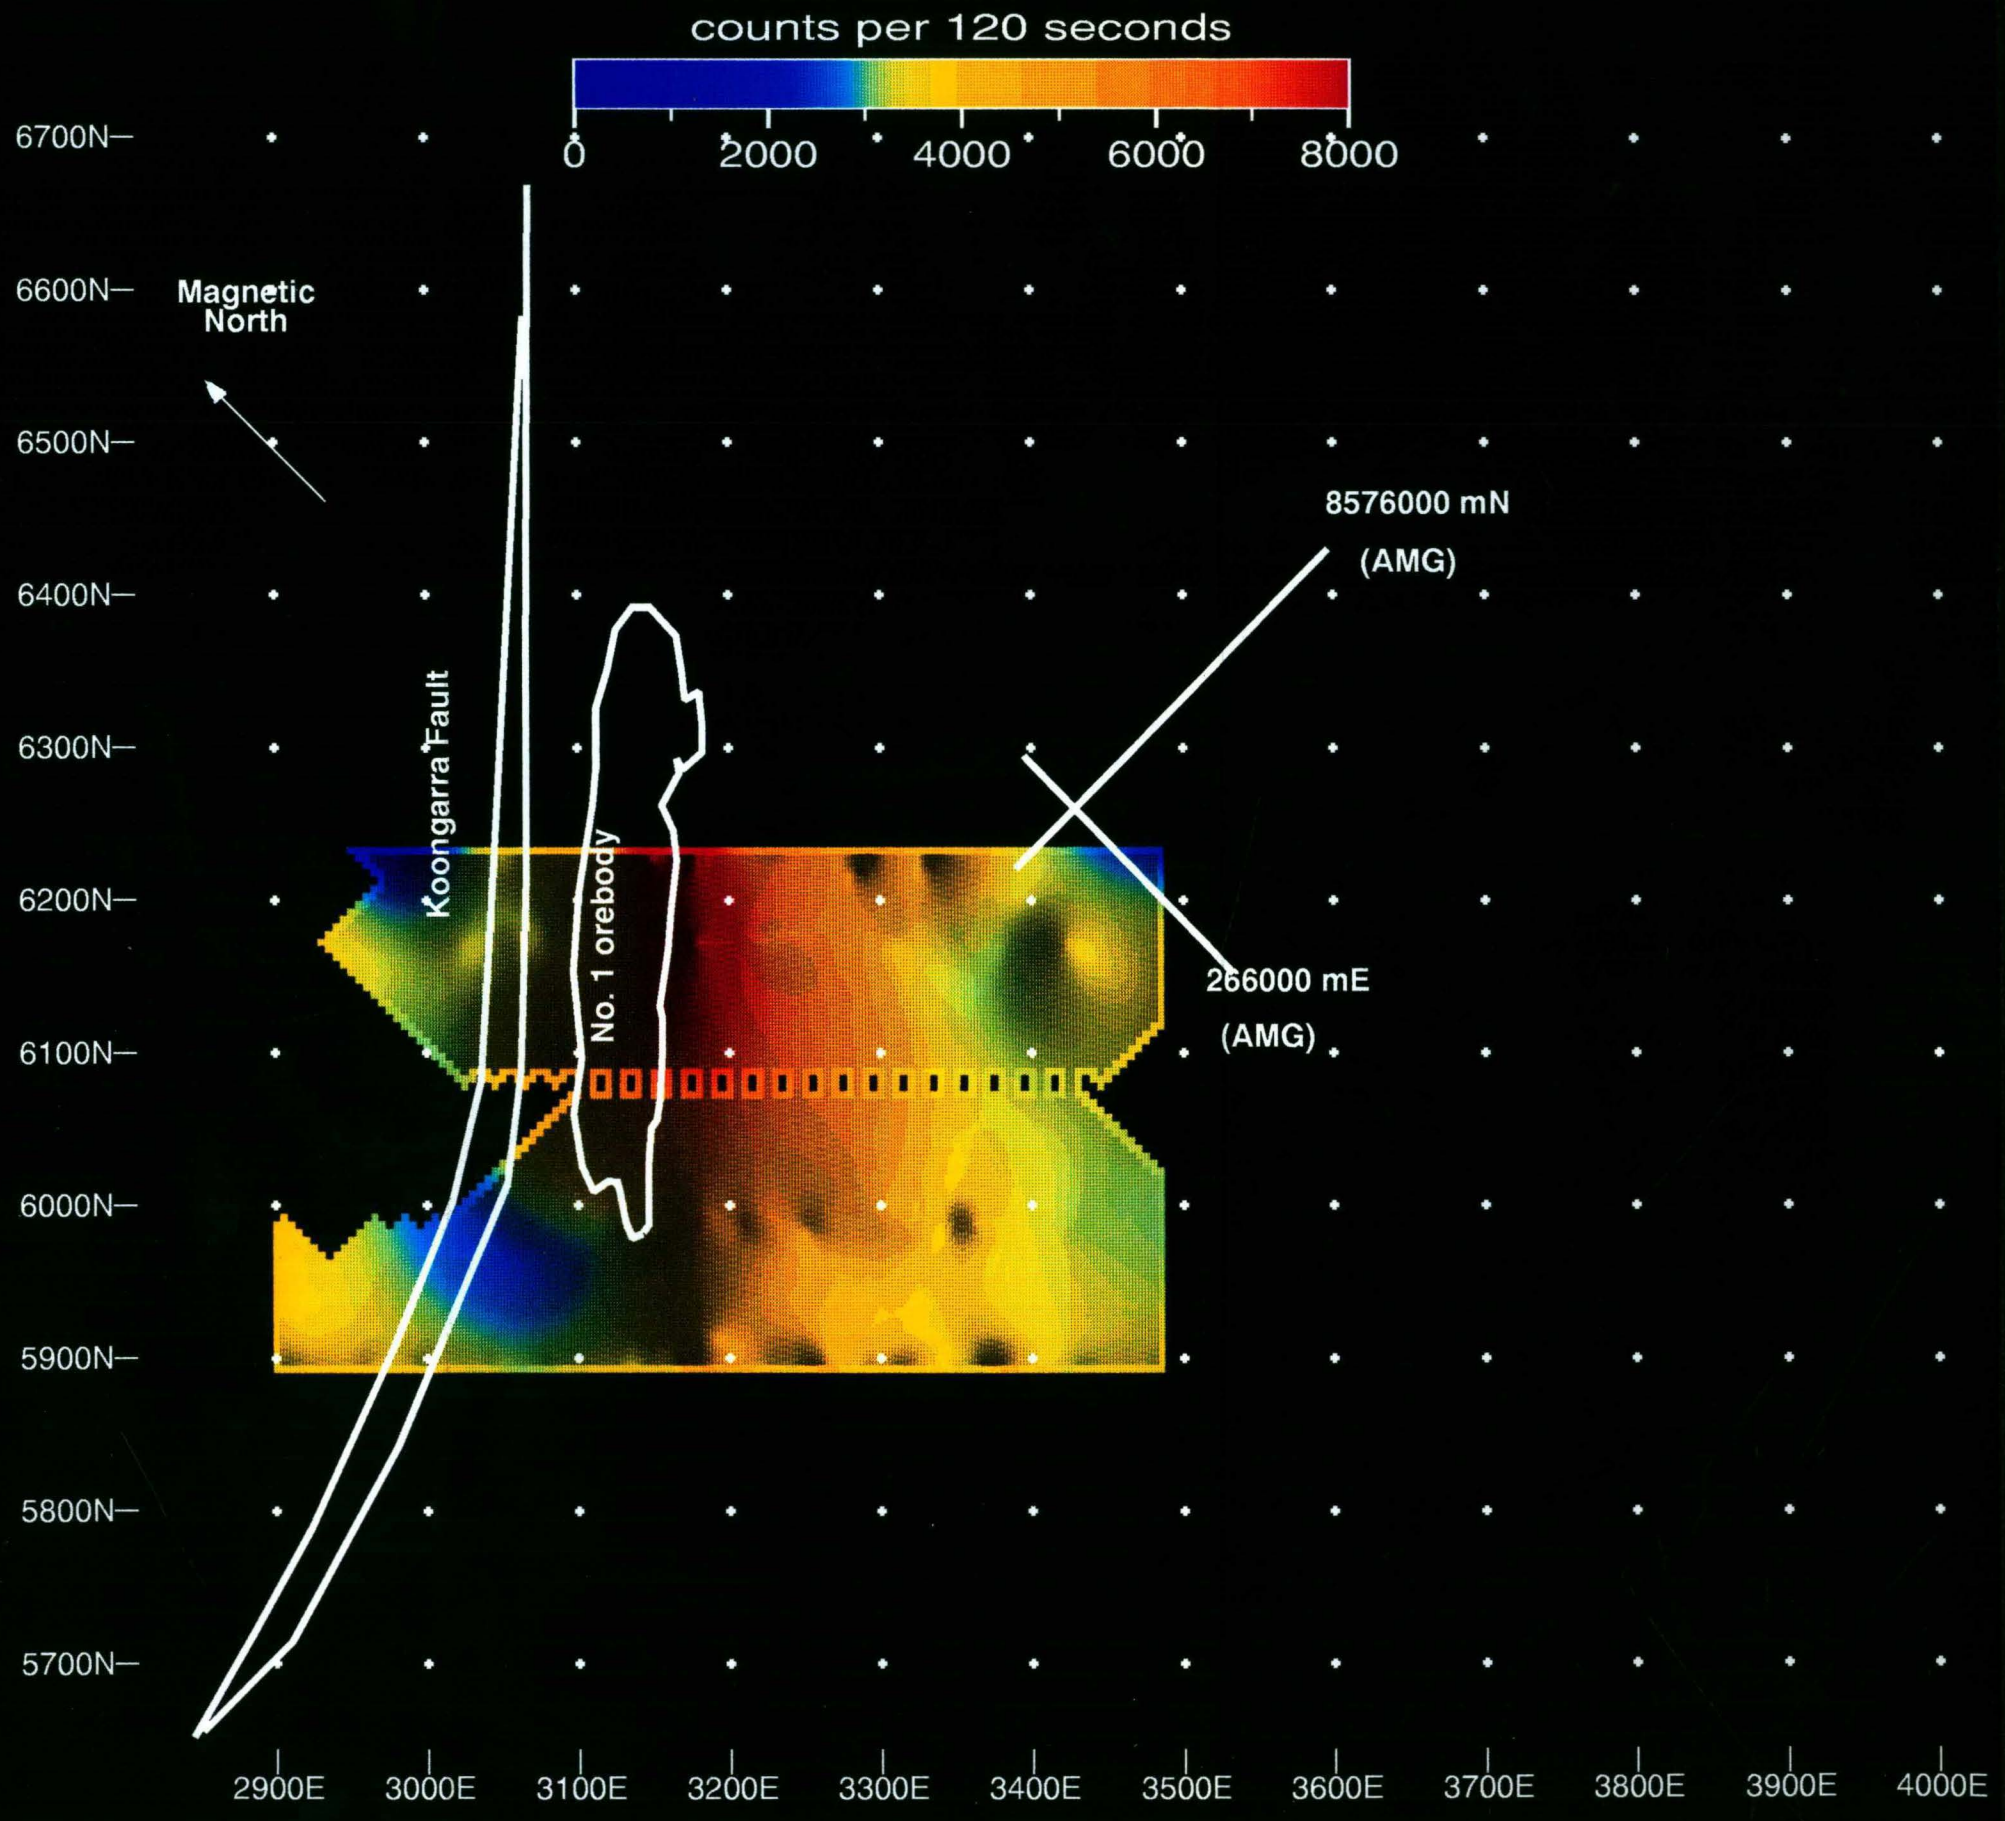 counts per 120 seconds
0 2000 4000 6000 8000
6700N
6600N
Magnetic
North
6500N
8576000 mN
(AMG)
6400N
Koongarra Fault
6300N
No. 1 orebody
6200N
266000 mE
(AMG)
6100N
6000N
5900N
5800N
5700N
2900E 3000E 3100E 3200E 3300E 3400E 3500E 3600E 3700E 3800E 3900E 4000E